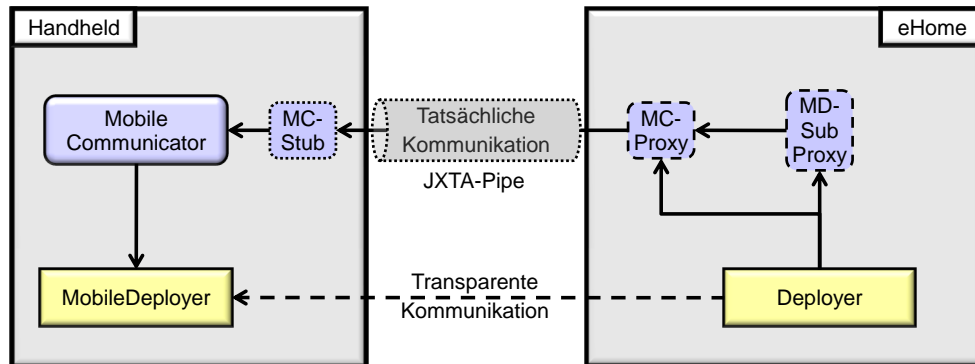 Handheld
eHome
Mobile
Communicator
MC-
Stub
Tatsächliche
Kommunikation
JXTA-Pipe
MC-
Proxy
MD-
Sub
Proxy
MobileDeployer
Transparente
Kommunikation
Deployer